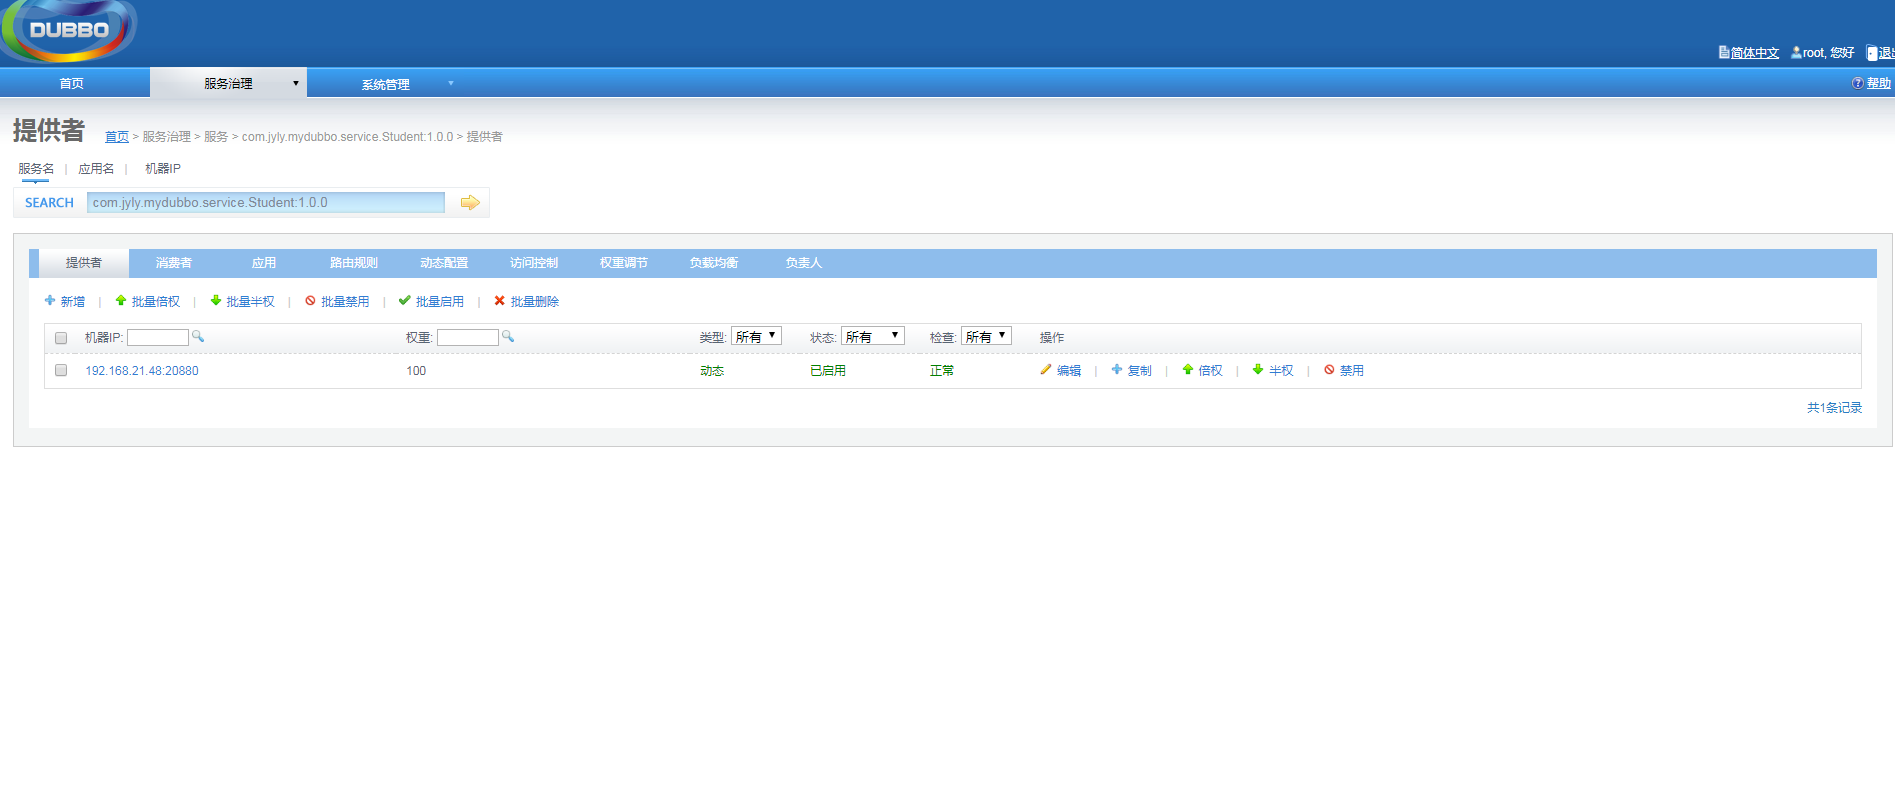 DUBBO
简体中文 root, 您好
首页 服务治理 系统管理 帮助
提供者 首页 > 服务治理 > 服务 > com.jyly.mydubbo.service.Student:1.0.0 > 提供者
服务名 | 应用名 | 机器IP
SEARCH com.jyly.mydubbo.service.Student:1.0.0
提供者 消费者 应用 路由规则 动态配置 访问控制 权重调节 负载均衡 负责人
新增 | 批量倍权 | 批量半权 | 批量禁用 | 批量启用 | 批量删除
机器IP: 权重: 类型: 所有 状态: 所有 检查: 所有 操作
192.168.21.48:20880 100 动态 已启用 正常 编辑 | 复制 | 倍权 | 半权 | 禁用
共1条记录